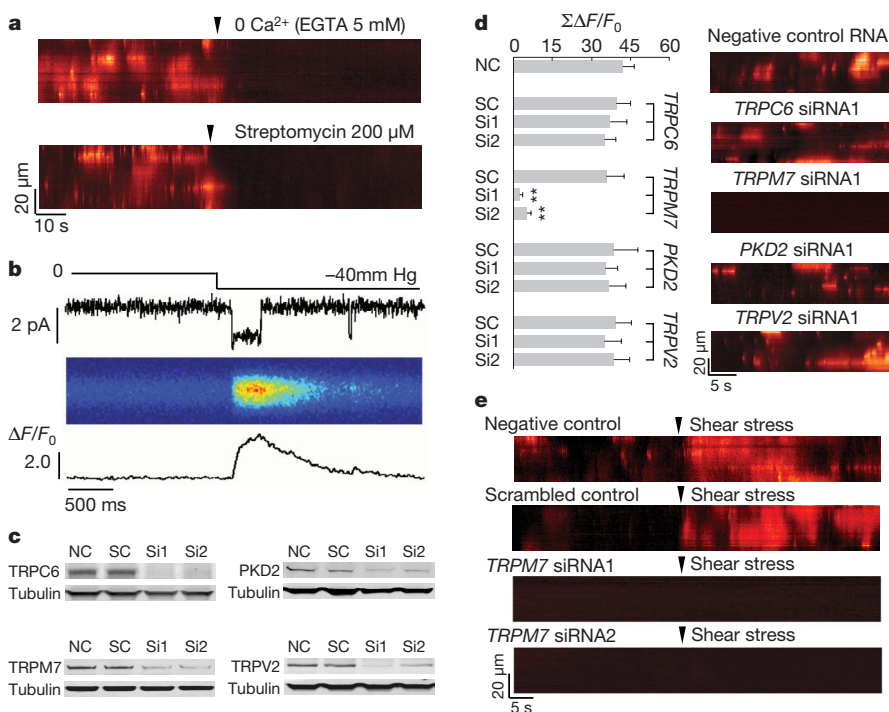 a
0 Ca²⁺ (EGTA 5 mM)
Streptomycin 200 μM
20 μm
10 s
b
0
−40mm Hg
2 pA
ΔF/F₀
2.0
500 ms
c
NC SC Si1 Si2
TRPC6
Tubulin
NC SC Si1 Si2
PKD2
Tubulin
NC SC Si1 Si2
TRPM7
Tubulin
NC SC Si1 Si2
TRPV2
Tubulin
d
ΣΔF/F₀
0 15 30 45 60
NC
SC
Si1
Si2
TRPC6
SC
Si1 **
Si2 **
TRPM7
SC
Si1
Si2
PKD2
SC
Si1
Si2
TRPV2
Negative control RNA
TRPC6 siRNA1
TRPM7 siRNA1
PKD2 siRNA1
TRPV2 siRNA1
20 μm
5 s
e
Negative control Shear stress
Scrambled control Shear stress
TRPM7 siRNA1 Shear stress
TRPM7 siRNA2 Shear stress
20 μm
5 s